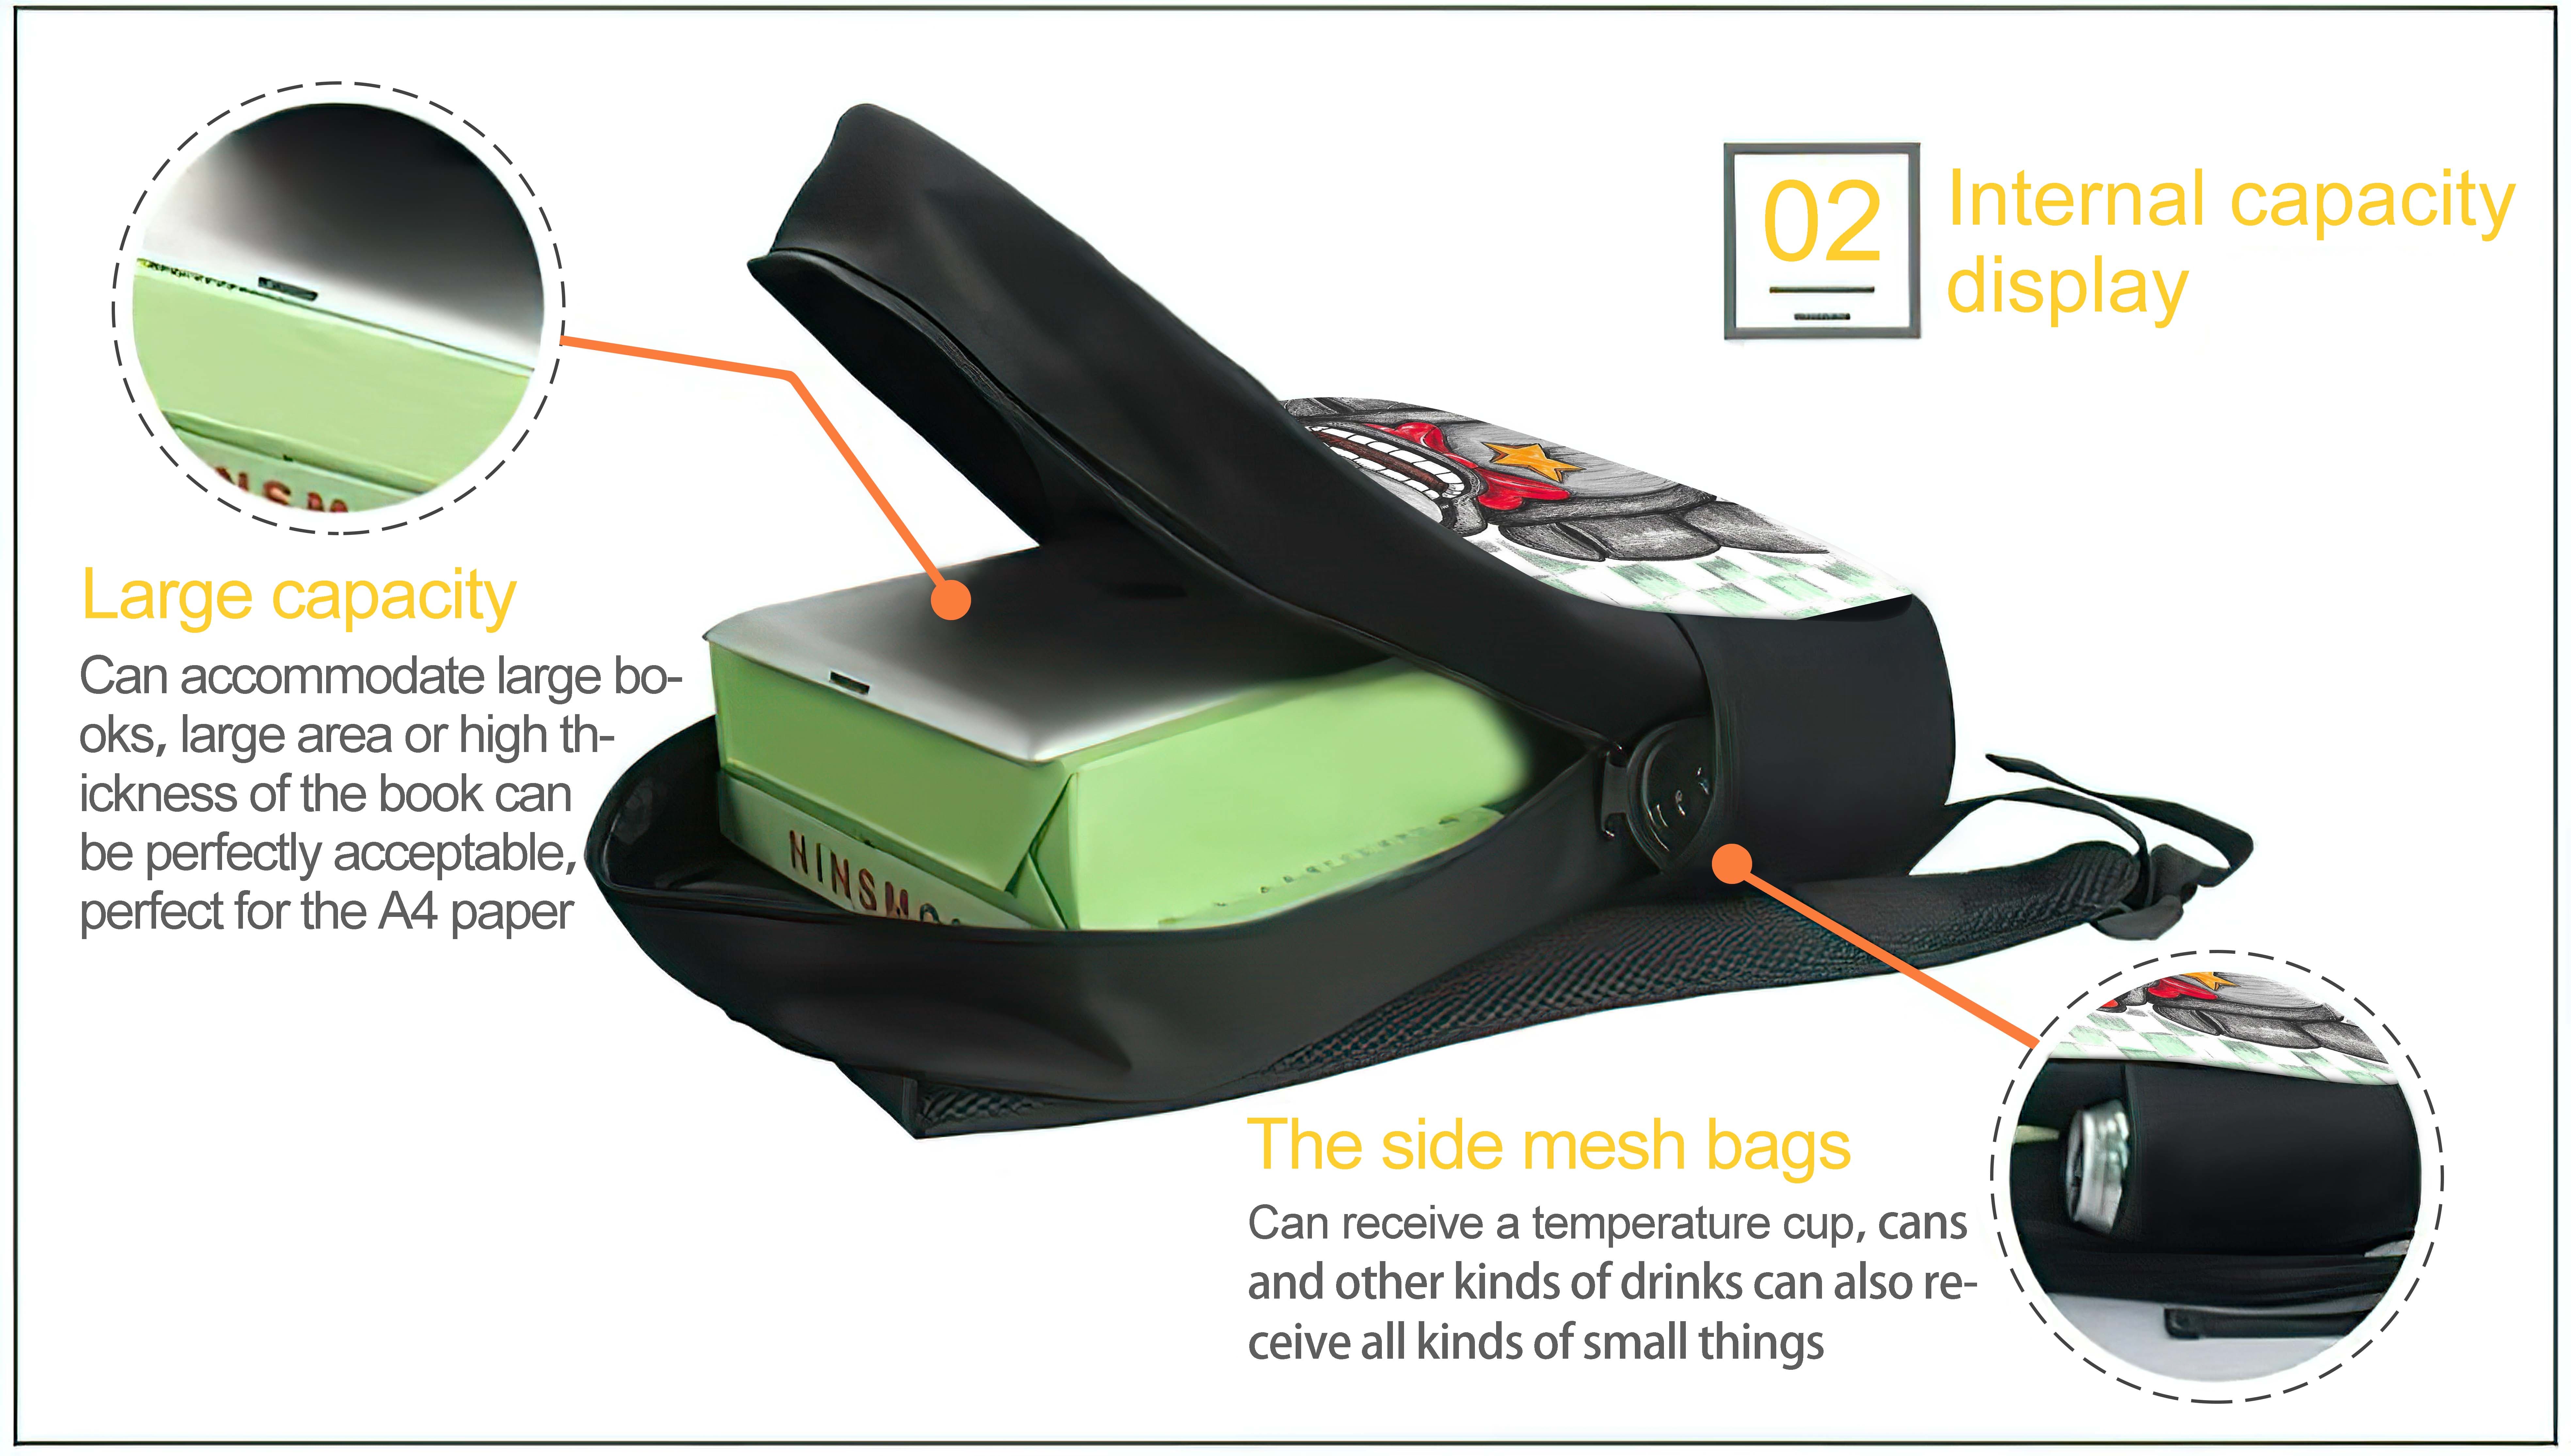 02
Internal capacity
display
Large capacity
Can accommodate large bo-
oks, large area or high th-
ickness of the book can
be perfectly acceptable,
perfect for the A4 paper
NINSM
The side mesh bags
Can receive a temperature cup, cans
and other kinds of drinks can also re-
ceive all kinds of small things